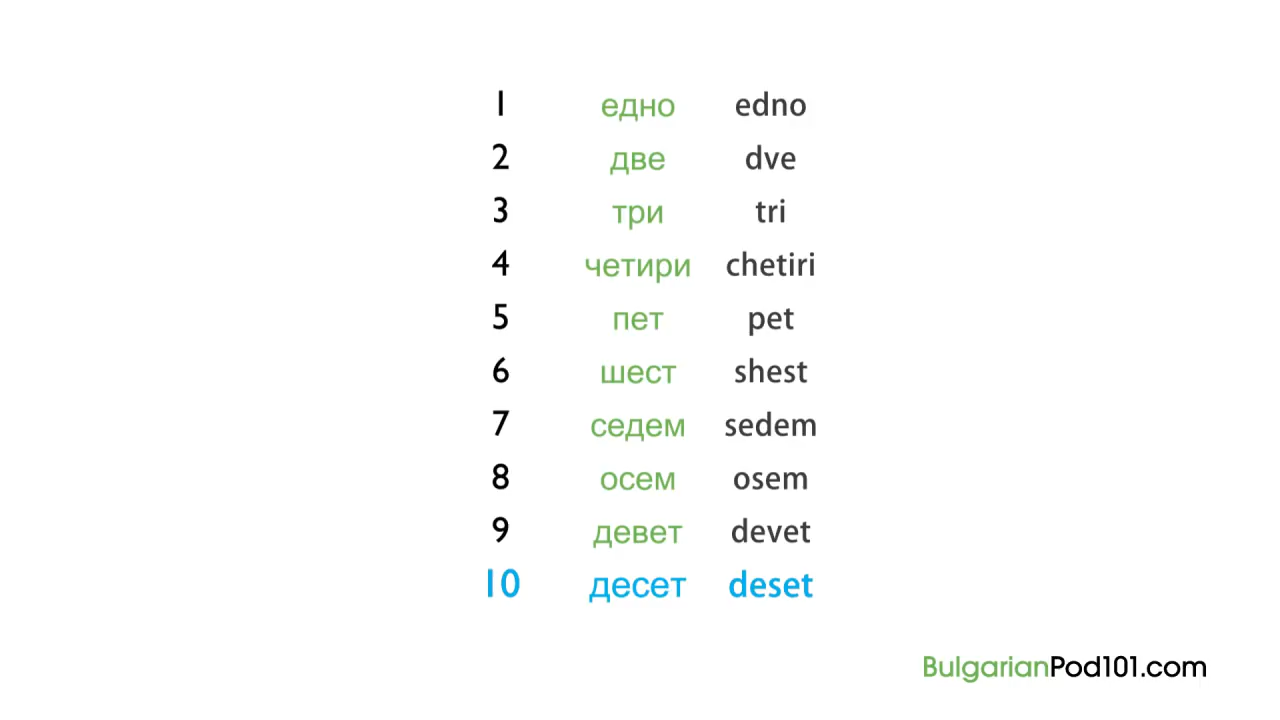 1 едно edno
2 две dve
3 три tri
4 четири chetiri
5 пет pet
6 шест shest
7 седем sedem
8 осем osem
9 девет devet
10 десет deset
BulgarianPod101.com